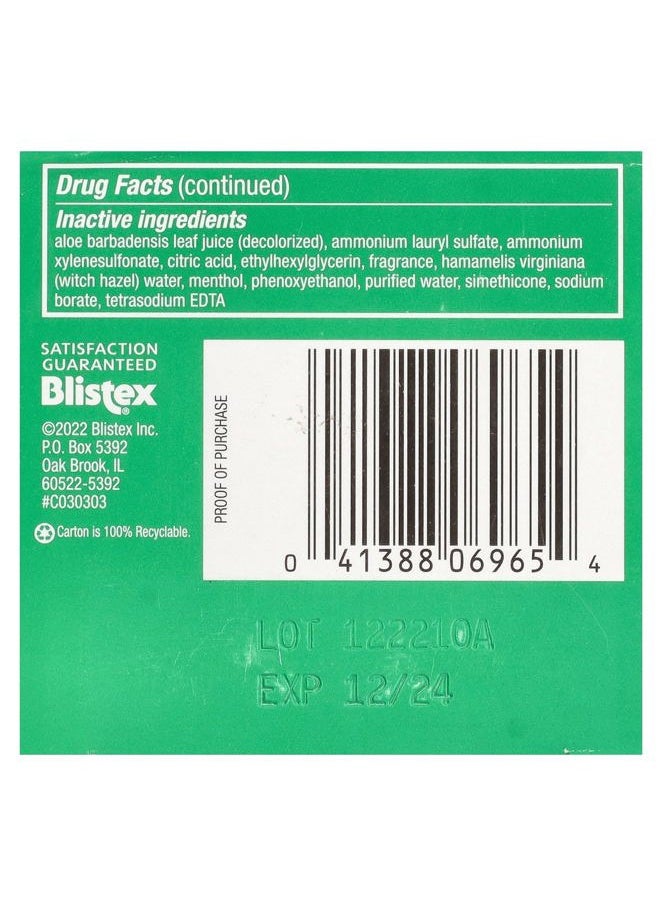 Drug Facts (continued)
Inactive ingredients
aloe barbadensis leaf juice (decolorized), ammonium lauryl sulfate, ammonium
xylenesulfonate, citric acid, ethylhexylglycerin, fragrance, hamamelis virginiana
(witch hazel) water, menthol, phenoxyethanol, purified water, simethicone, sodium
borate, tetrasodium EDTA
SATISFACTION
GUARANTEED
Blistex®
©2022 Blistex Inc.
P.O. Box 5392
Oak Brook, IL
60522-5392
#C030303
Carton is 100% Recyclable.
PROOF OF PURCHASE
0 41388 06965 4
LOT 122210A
EXP 12/24